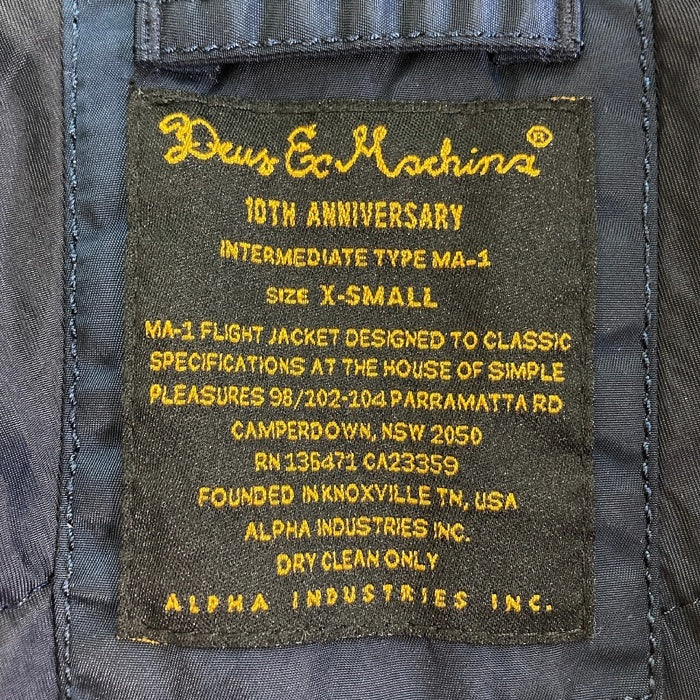 Deus Ex Machina®
10TH ANNIVERSARY
INTERMEDIATE TYPE MA-1
SIZE X-SMALL
MA-1 FLIGHT JACKET DESIGNED TO CLASSIC
SPECIFICATIONS AT THE HOUSE OF SIMPLE
PLEASURES 98/102-104 PARRAMATTA RD
CAMPERDOWN, NSW 2050
RN 136471 CA23359
FOUNDED IN KNOXVILLE TN, USA
ALPHA INDUSTRIES INC.
DRY CLEAN ONLY
ALPHA INDUSTRIES INC.